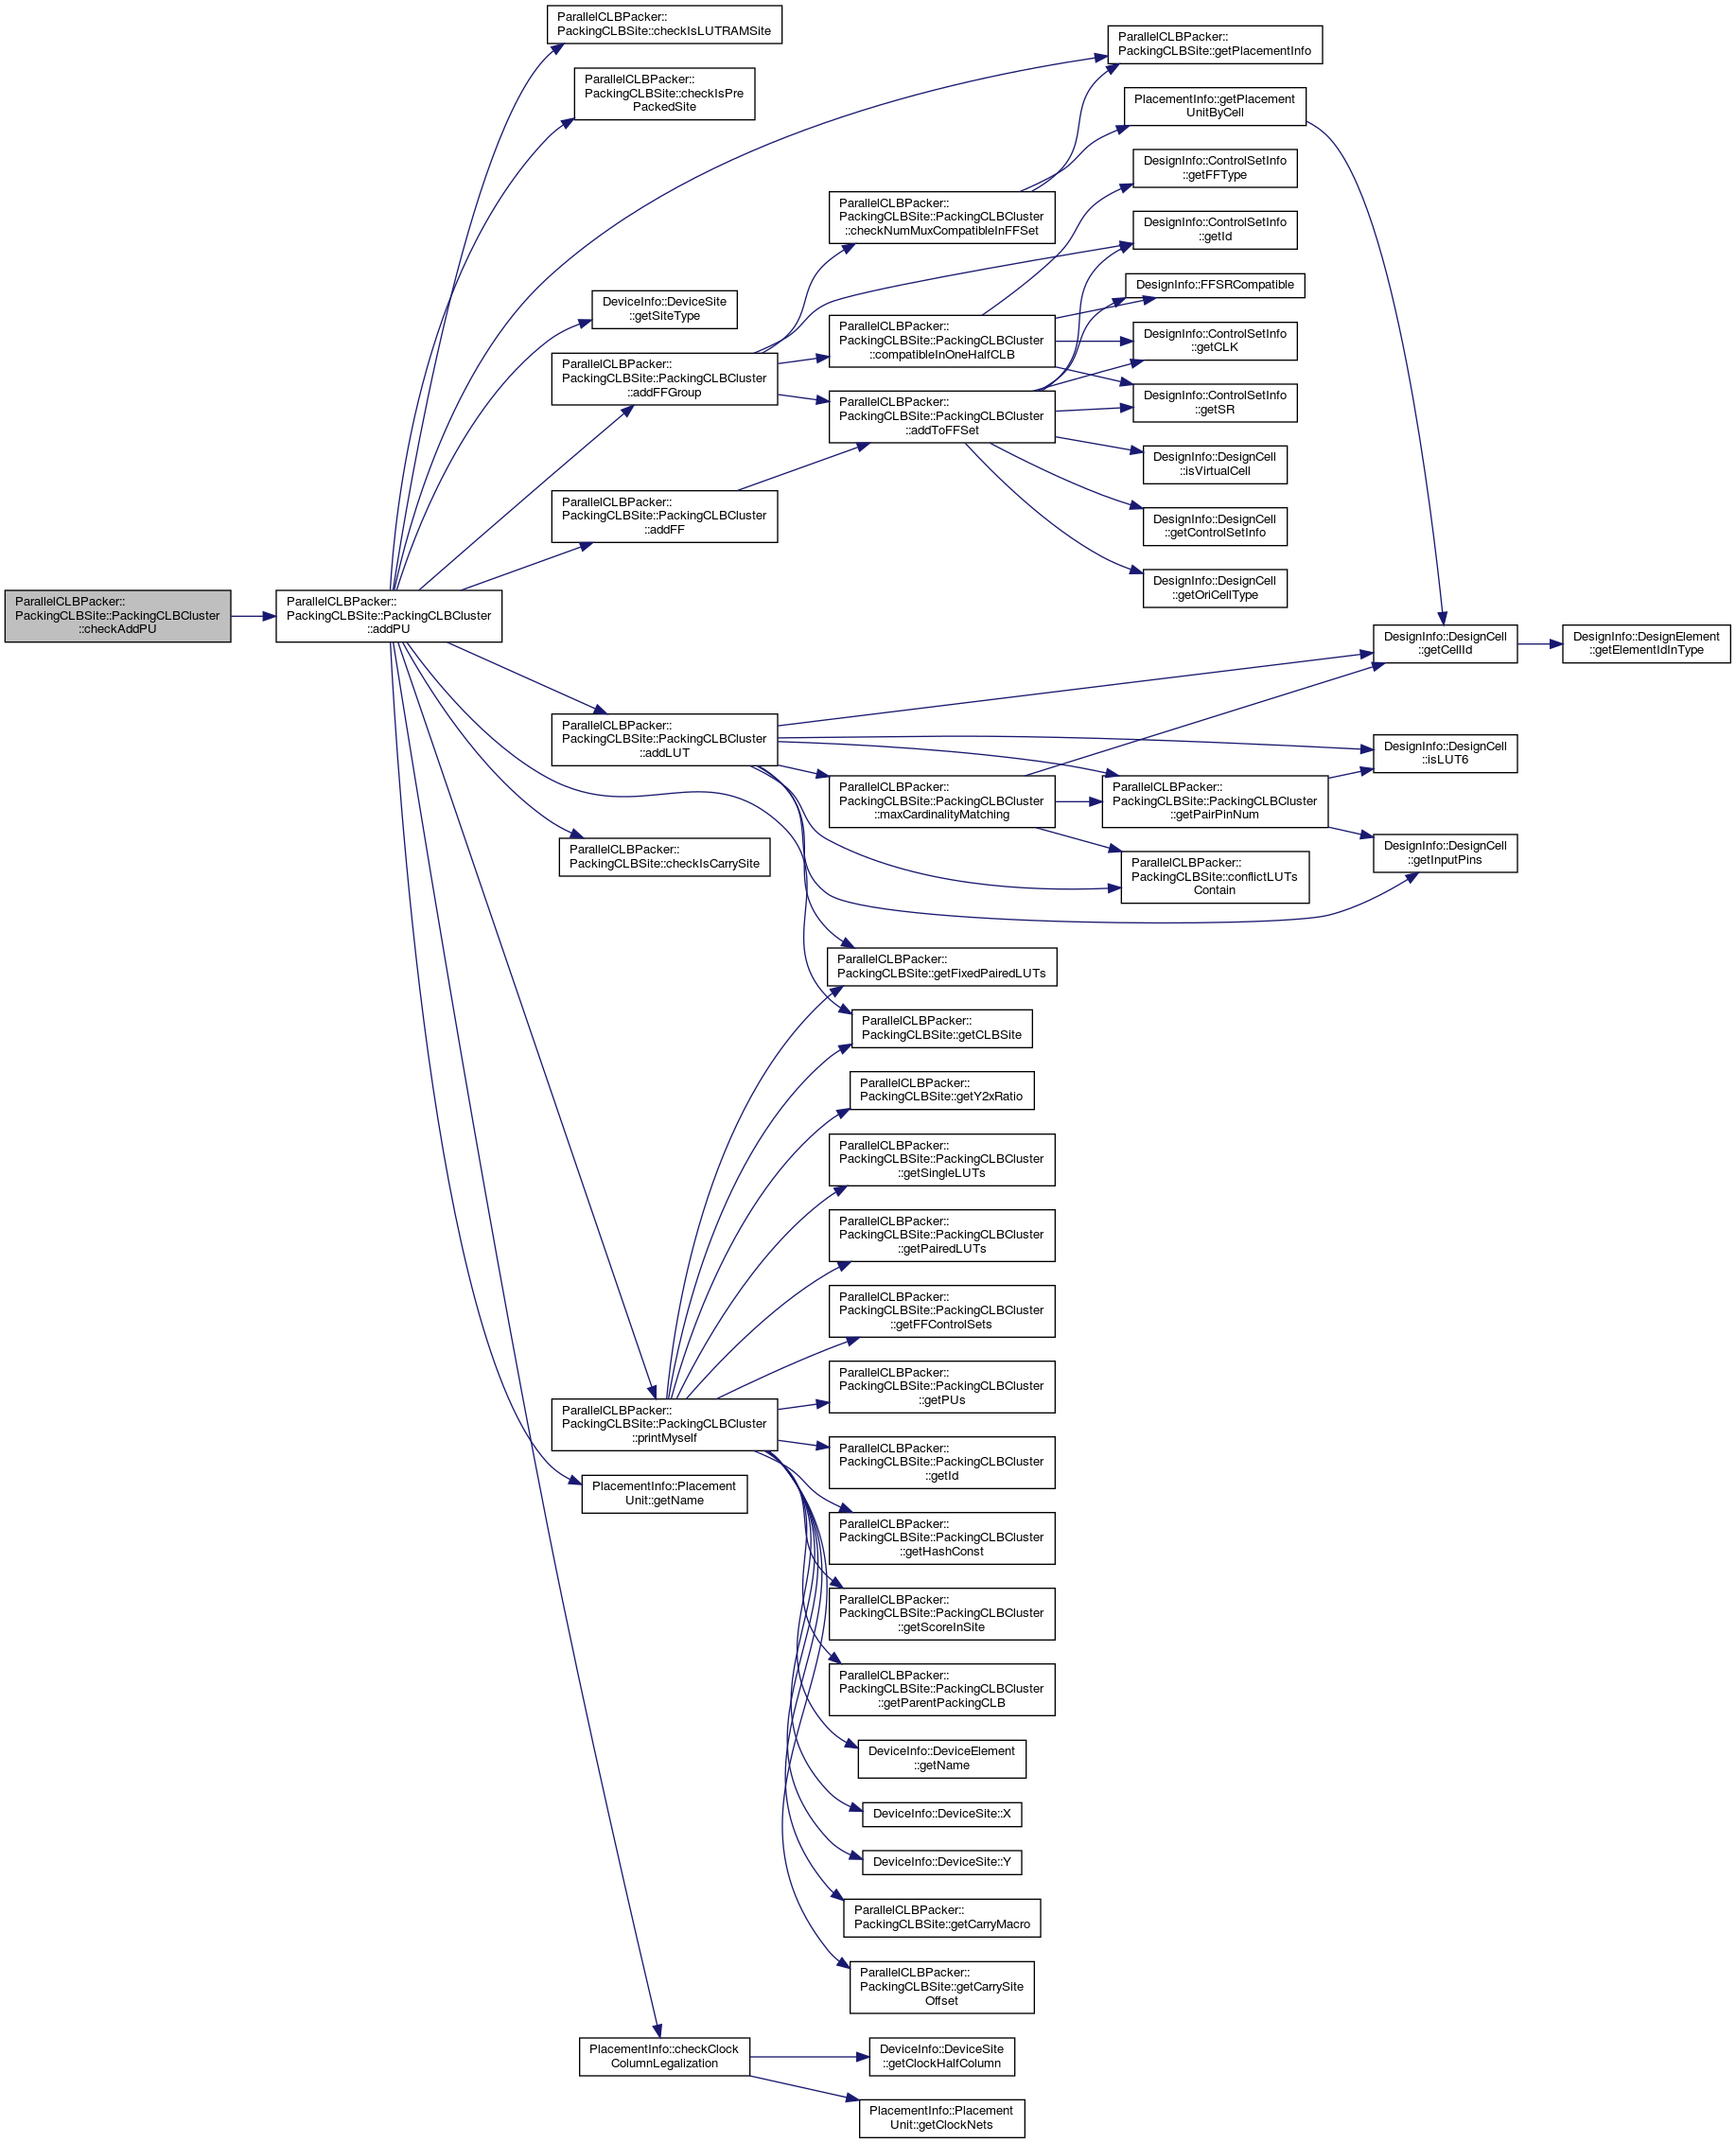 ParallelCLBPacker::
PackingCLBSite::PackingCLBCluster
::checkAddPU
ParallelCLBPacker::
PackingCLBSite::PackingCLBCluster
::addPU
ParallelCLBPacker::
PackingCLBSite::checkIsLUTRAMSite
ParallelCLBPacker::
PackingCLBSite::checkIsPre
PackedSite
DeviceInfo::DeviceSite
::getSiteType
ParallelCLBPacker::
PackingCLBSite::PackingCLBCluster
::addFFGroup
ParallelCLBPacker::
PackingCLBSite::PackingCLBCluster
::addFF
ParallelCLBPacker::
PackingCLBSite::PackingCLBCluster
::addLUT
ParallelCLBPacker::
PackingCLBSite::checkIsCarrySite
ParallelCLBPacker::
PackingCLBSite::PackingCLBCluster
::printMyself
PlacementInfo::Placement
Unit::getName
PlacementInfo::checkClock
ColumnLegalization
ParallelCLBPacker::
PackingCLBSite::PackingCLBCluster
::checkNumMuxCompatibleInFFSet
ParallelCLBPacker::
PackingCLBSite::PackingCLBCluster
::compatibleInOneHalfCLB
ParallelCLBPacker::
PackingCLBSite::PackingCLBCluster
::addToFFSet
ParallelCLBPacker::
PackingCLBSite::PackingCLBCluster
::maxCardinalityMatching
ParallelCLBPacker::
PackingCLBSite::getFixedPairedLUTs
ParallelCLBPacker::
PackingCLBSite::getCLBSite
ParallelCLBPacker::
PackingCLBSite::getY2xRatio
ParallelCLBPacker::
PackingCLBSite::PackingCLBCluster
::getSingleLUTs
ParallelCLBPacker::
PackingCLBSite::PackingCLBCluster
::getPairedLUTs
ParallelCLBPacker::
PackingCLBSite::PackingCLBCluster
::getFFControlSets
ParallelCLBPacker::
PackingCLBSite::PackingCLBCluster
::getPUs
ParallelCLBPacker::
PackingCLBSite::PackingCLBCluster
::getId
ParallelCLBPacker::
PackingCLBSite::PackingCLBCluster
::getHashConst
ParallelCLBPacker::
PackingCLBSite::PackingCLBCluster
::getScoreInSite
ParallelCLBPacker::
PackingCLBSite::PackingCLBCluster
::getParentPackingCLB
DeviceInfo::DeviceElement
::getName
DeviceInfo::DeviceSite::X
DeviceInfo::DeviceSite::Y
ParallelCLBPacker::
PackingCLBSite::getCarryMacro
ParallelCLBPacker::
PackingCLBSite::getCarrySite
Offset
DeviceInfo::DeviceSite
::getClockHalfColumn
PlacementInfo::Placement
Unit::getClockNets
ParallelCLBPacker::
PackingCLBSite::getPlacementInfo
PlacementInfo::getPlacement
UnitByCell
DesignInfo::ControlSetInfo
::getFFType
DesignInfo::ControlSetInfo
::getId
DesignInfo::FFSRCompatible
DesignInfo::ControlSetInfo
::getCLK
DesignInfo::ControlSetInfo
::getSR
DesignInfo::DesignCell
::isVirtualCell
DesignInfo::DesignCell
::getControlSetInfo
DesignInfo::DesignCell
::getOriCellType
ParallelCLBPacker::
PackingCLBSite::PackingCLBCluster
::getPairPinNum
ParallelCLBPacker::
PackingCLBSite::conflictLUTs
Contain
DesignInfo::DesignCell
::getCellId
DesignInfo::DesignCell
::isLUT6
DesignInfo::DesignCell
::getInputPins
DesignInfo::DesignElement
::getElementIdInType